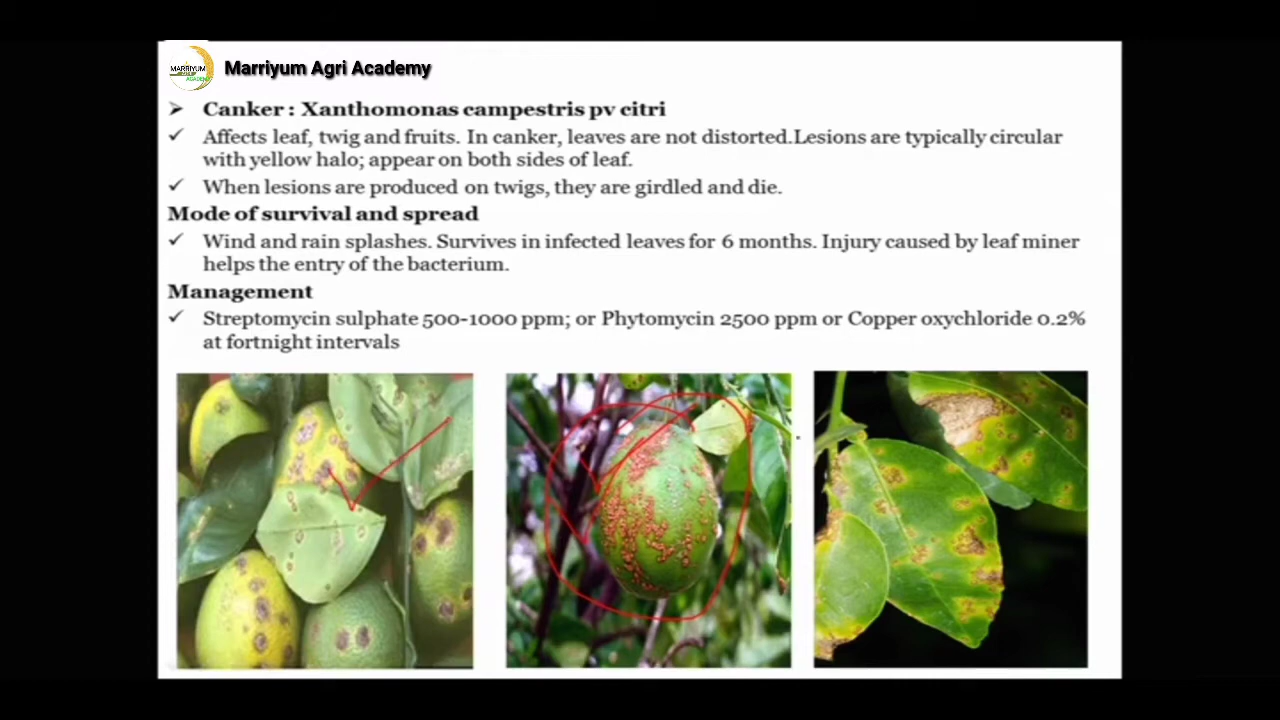 MARRIYUM
ACADEMY
Marriyum Agri Academy
➤ Canker : Xanthomonas campestris pv citri
✓ Affects leaf, twig and fruits. In canker, leaves are not distorted.Lesions are typically circular
with yellow halo; appear on both sides of leaf.
✓ When lesions are produced on twigs, they are girdled and die.
Mode of survival and spread
✓ Wind and rain splashes. Survives in infected leaves for 6 months. Injury caused by leaf miner
helps the entry of the bacterium.
Management
✓ Streptomycin sulphate 500-1000 ppm; or Phytomycin 2500 ppm or Copper oxychloride 0.2%
at fortnight intervals